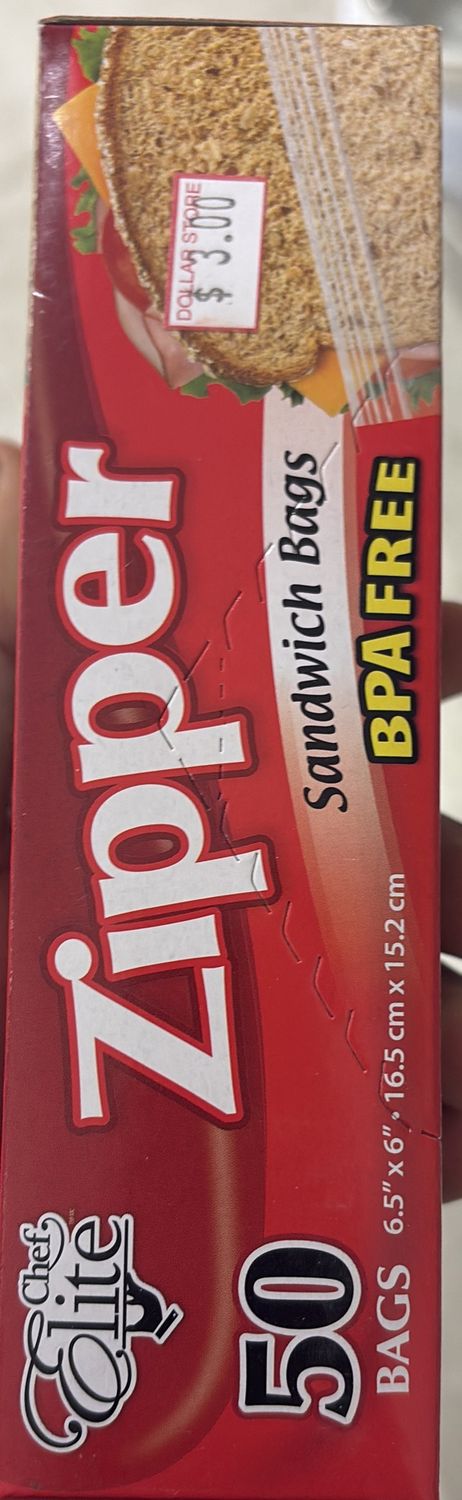 Chef
Elite
Zipper
Sandwich Bags
BPA FREE
50
BAGS 6.5" x 6" • 16.5 cm x 15.2 cm
DOLLAR STORE
$ 3.00